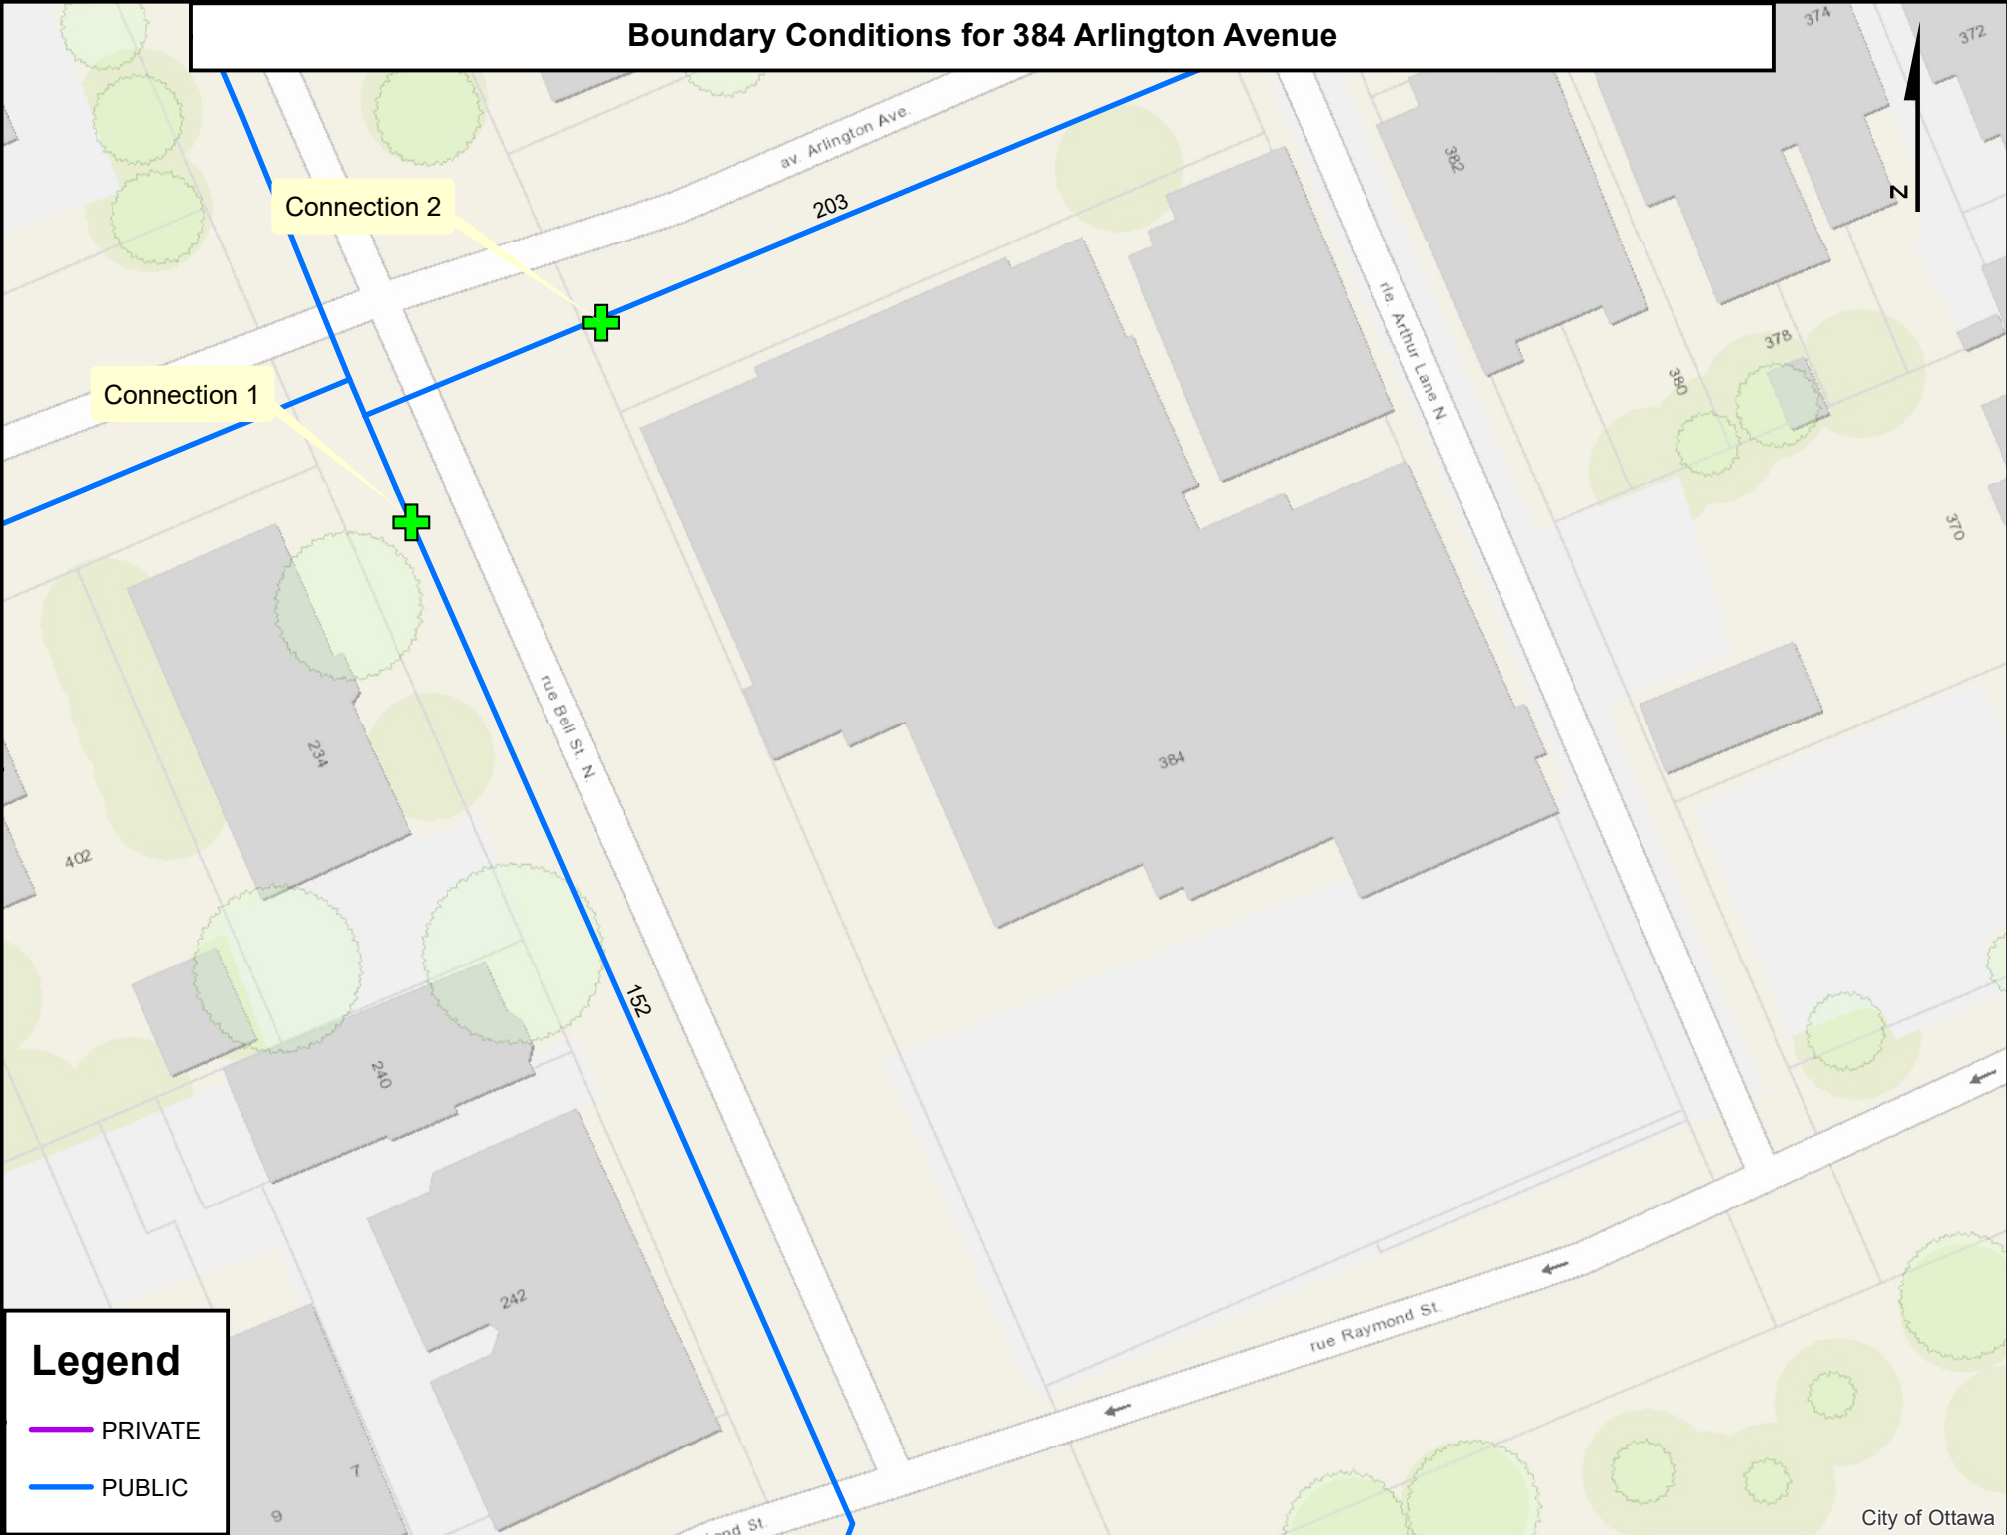 Boundary Conditions for 384 Arlington Avenue
374
372
N
av. Arlington Ave.
382
Connection 2
203
rle. Arthur Lane N.
378
380
Connection 1
370
rue Bell St. N.
234
384
402
152
240
242
rue Raymond St.
Legend
PRIVATE
PUBLIC
7
9
ond St.
City of Ottawa